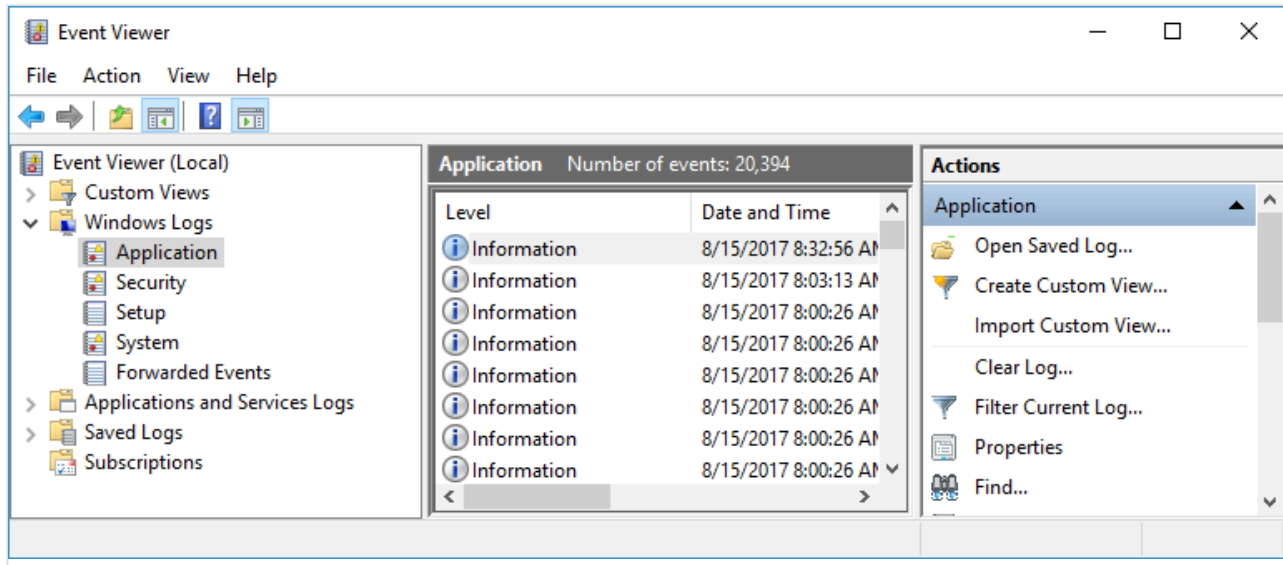 Event Viewer
File Action View Help
Event Viewer (Local)
Custom Views
Windows Logs
Application
Security
Setup
System
Forwarded Events
Applications and Services Logs
Saved Logs
Subscriptions
Application Number of events: 20,394
Level Date and Time
Information 8/15/2017 8:32:56 AM
Information 8/15/2017 8:03:13 AM
Information 8/15/2017 8:00:26 AM
Information 8/15/2017 8:00:26 AM
Information 8/15/2017 8:00:26 AM
Information 8/15/2017 8:00:26 AM
Information 8/15/2017 8:00:26 AM
Information 8/15/2017 8:00:26 AM
Actions
Application
Open Saved Log...
Create Custom View...
Import Custom View...
Clear Log...
Filter Current Log...
Properties
Find...